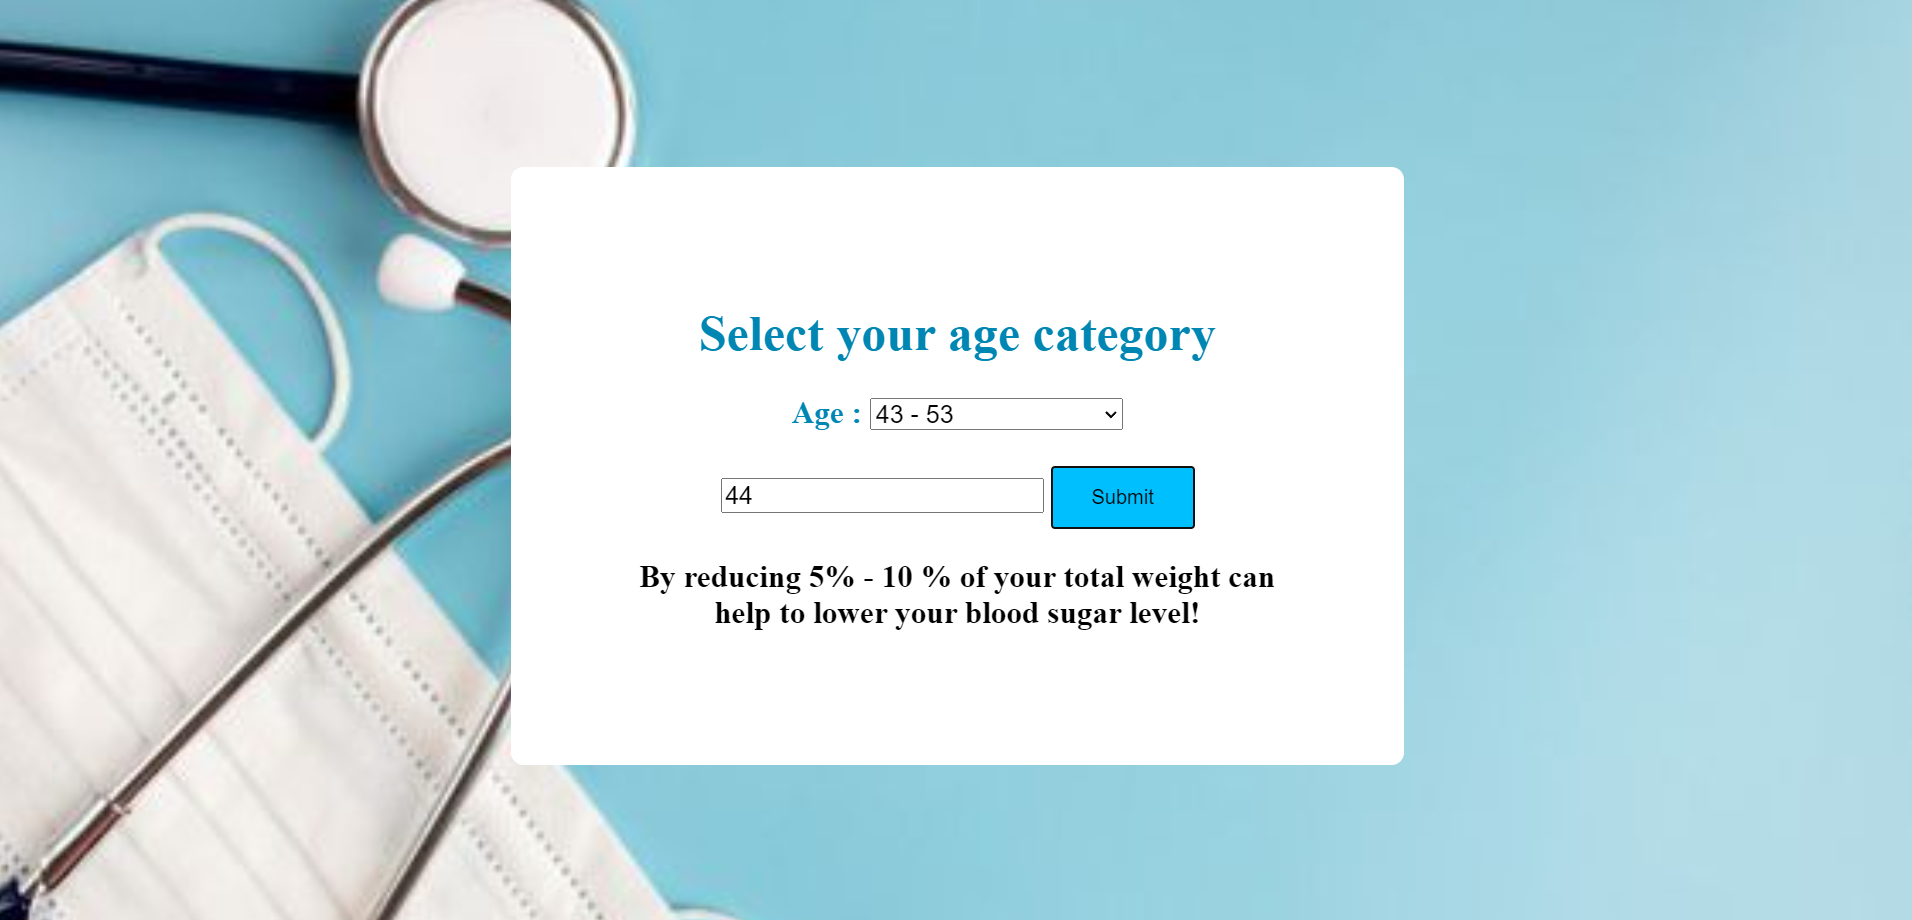 Select your age category
Age : 43 - 53
44 Submit
By reducing 5% - 10 % of your total weight can
help to lower your blood sugar level!